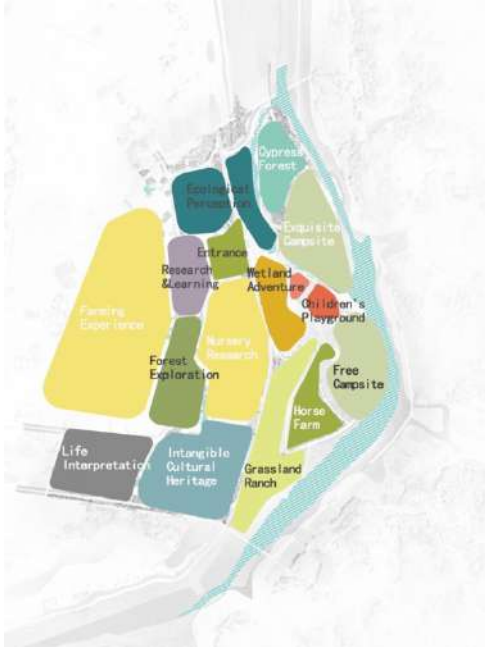 Cypress
Forest
Ecological
Perception
Exquisite
Campsite
Entrance
Research
&Learning
Wetland
Adventure
Children's
Playground
Farming
Experience
Nursery
Research
Forest
Exploration
Free
Campsite
Horse
Farm
Life
Interpretation
Intangible
Cultural
Heritage
Grassland
Ranch